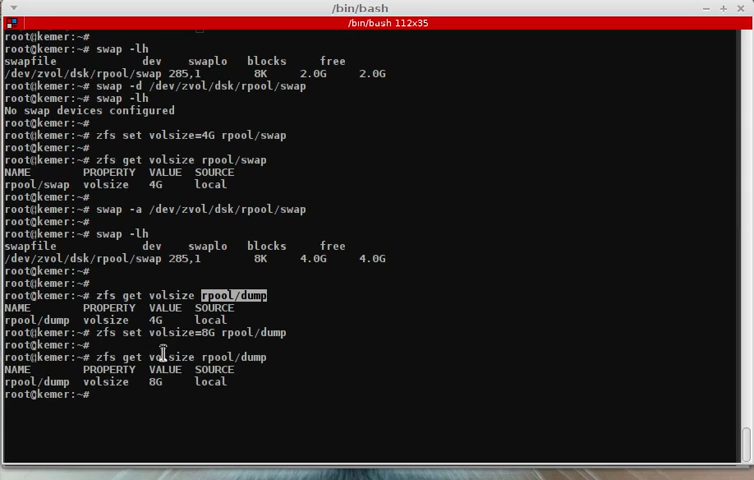 /bin/bash
/bin/bash 112x35
root@kemer:~#
root@kemer:~# swap -lh
swapfile dev swaplo blocks free
/dev/zvol/dsk/rpool/swap 285,1 8K 2.0G 2.0G
root@kemer:~# swap -d /dev/zvol/dsk/rpool/swap
root@kemer:~# swap -lh
No swap devices configured
root@kemer:~#
root@kemer:~# zfs set volsize=4G rpool/swap
root@kemer:~#
root@kemer:~# zfs get volsize rpool/swap
NAME PROPERTY VALUE SOURCE
rpool/swap volsize 4G local
root@kemer:~#
root@kemer:~# swap -a /dev/zvol/dsk/rpool/swap
root@kemer:~#
root@kemer:~# swap -lh
swapfile dev swaplo blocks free
/dev/zvol/dsk/rpool/swap 285,1 8K 4.0G 4.0G
root@kemer:~#
root@kemer:~#
root@kemer:~# zfs get volsize rpool/dump
NAME PROPERTY VALUE SOURCE
rpool/dump volsize 4G local
root@kemer:~# zfs set volsize=8G rpool/dump
root@kemer:~#
root@kemer:~# zfs get volsize rpool/dump
NAME PROPERTY VALUE SOURCE
rpool/dump volsize 8G local
root@kemer:~#